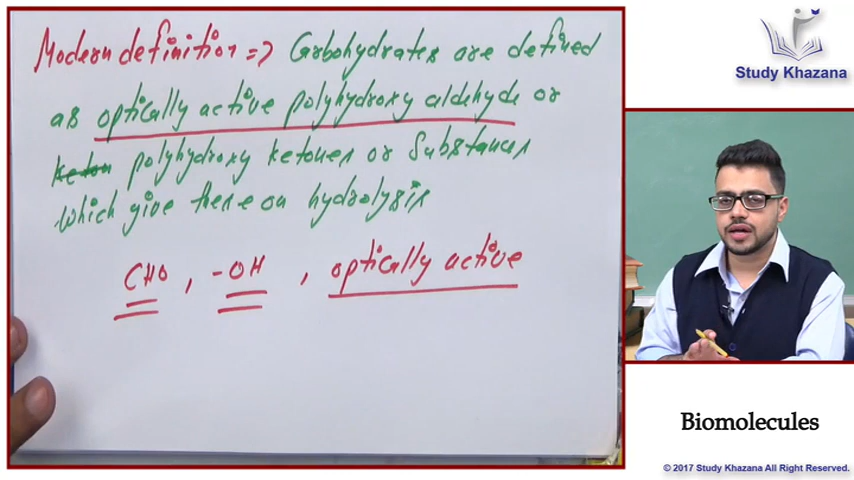 Modern definition => Carbohydrates are defined
as optically active polyhydroxy aldehyde or
polyhydroxy ketones or Substances
which give these on hydrolysis
CHO, -OH, optically active
Study Khazana
Biomolecules
© 2017 Study Khazana All Right Reserved.